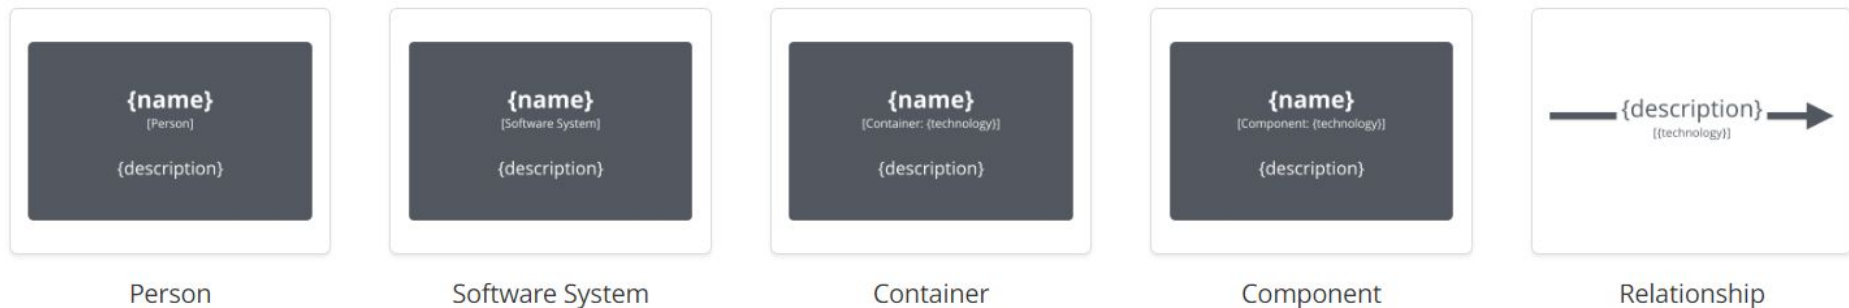 {name}
[Person]
{description}
Person
{name}
[Software System]
{description}
Software System
{name}
[Container: {technology}]
{description}
Container
{name}
[Component: {technology}]
{description}
Component
{description}
[{technology}]
Relationship